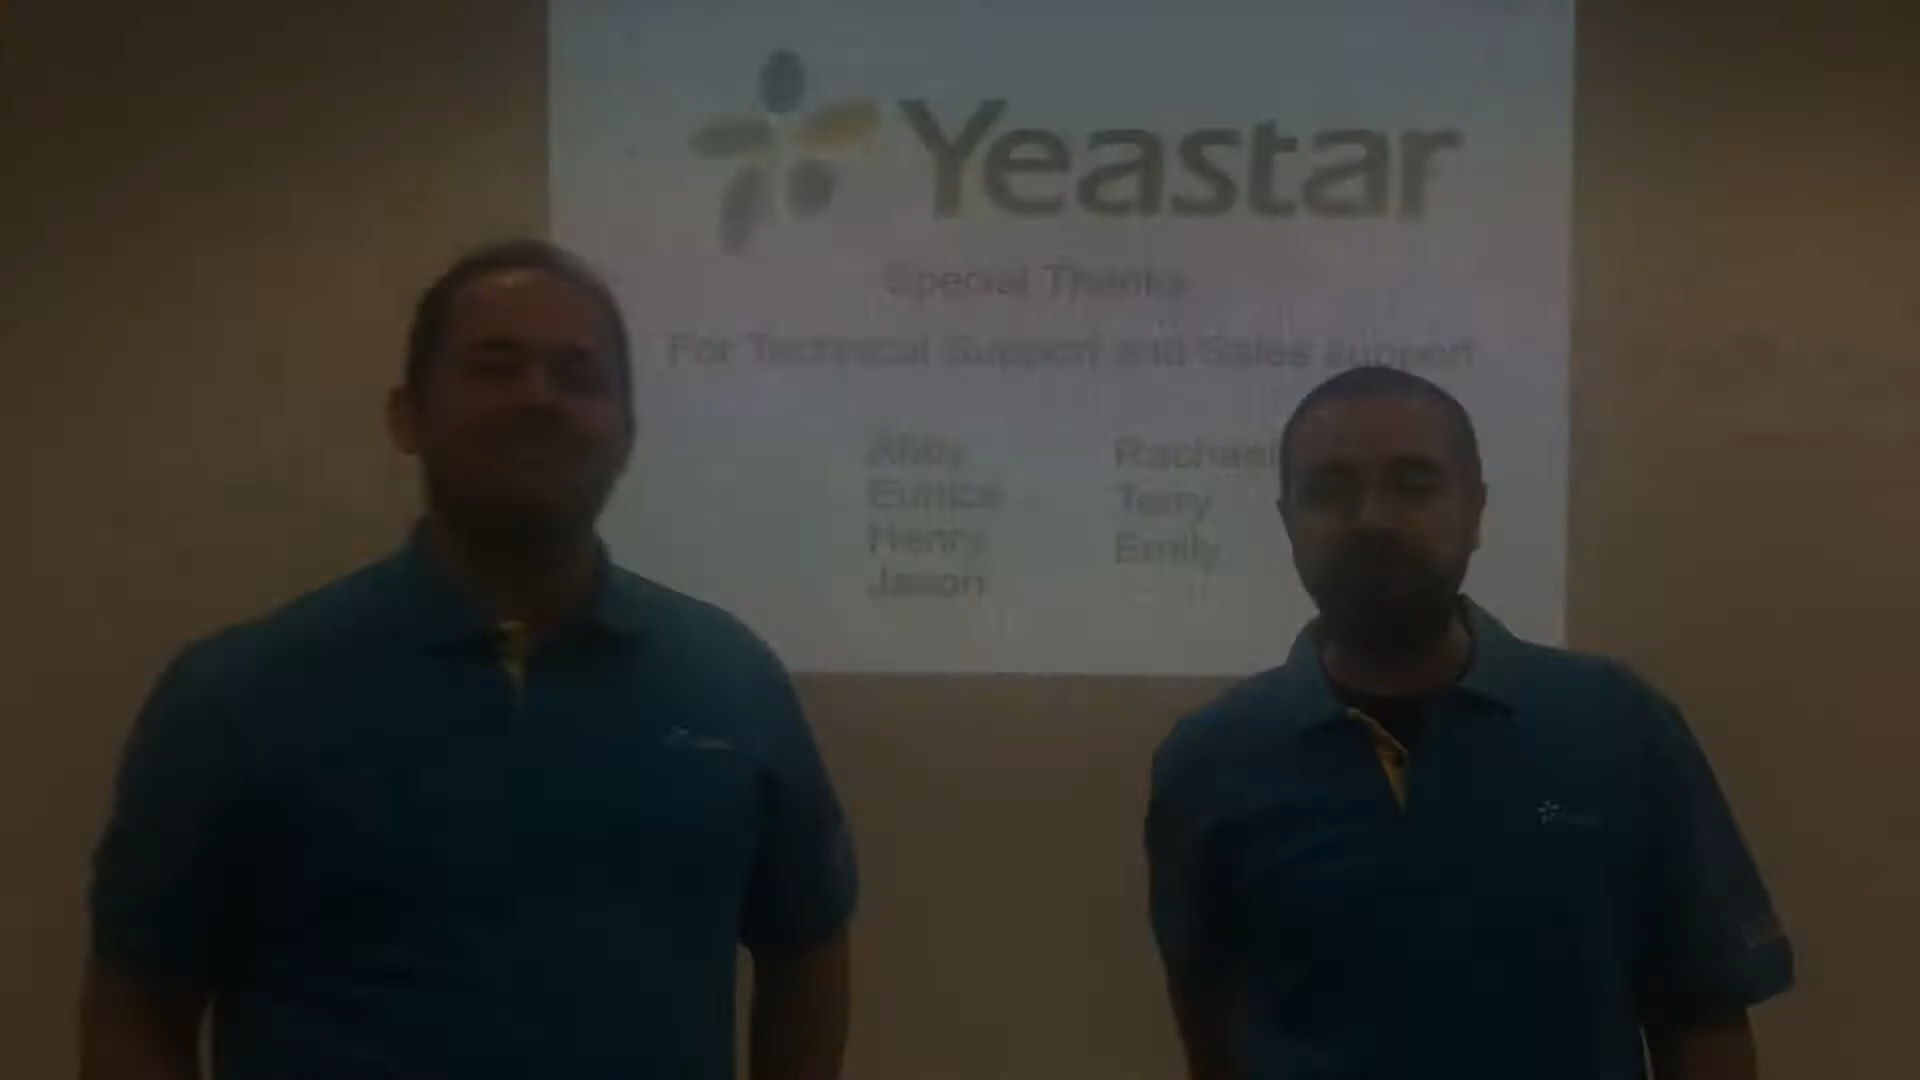 Yeastar
Special Thanks
For Technical Support and Sales support
Abby
Eunice
Henry
Jason
Rachael
Terry
Emily